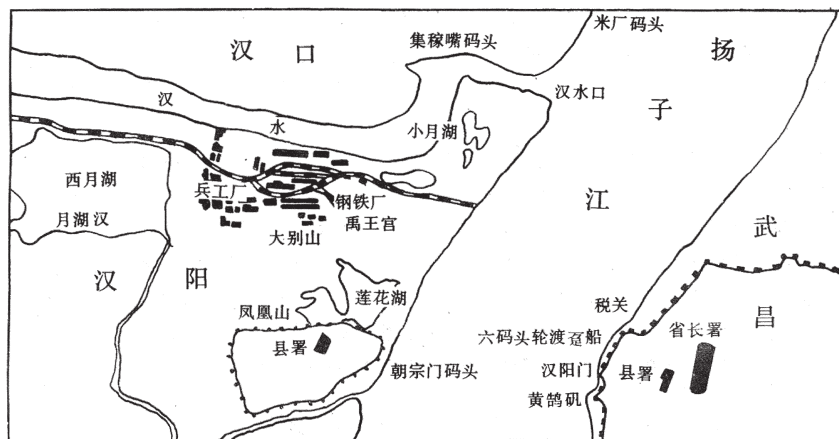 米厂码头
集稼嘴码头
汉 口
扬
子
江
汉 水
汉水口
小月湖
西月湖
兵工厂
钢铁厂
禹王宫
月湖汊
大别山
汉 阳
武
昌
莲花湖
凤凰山
税关
六码头轮渡趸船
省长署
县署
朝宗门码头
汉阳门
县署
黄鹄矶